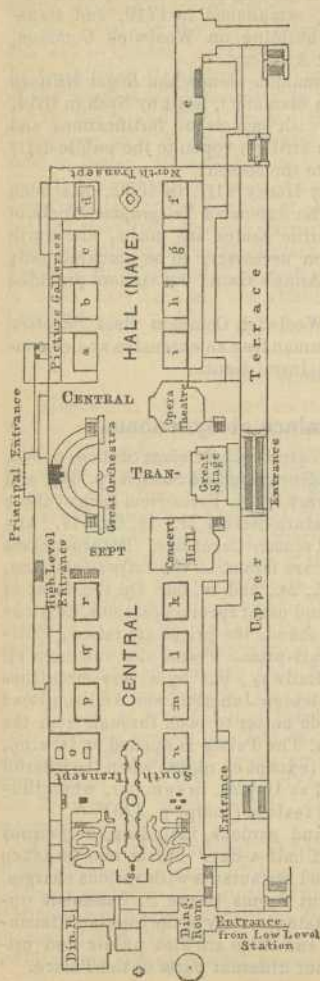 e
North Transept
d
f
Picture Galleries
c
g
HALL (NAVE)
b
h
a
i
Terrace
CENTRAL
Opera
Theatre
Principal Entrance
Great Orchestra
TRAN-
Great
Stage
Entrance
SEPT
Concert
Hall
High Level
Entrance
r
k
q
l
CENTRAL
p
m
Upper
o
n
South Transept
Entrance
s
Din. R.
Ding.
Room
Entrance
from Low Level
Station